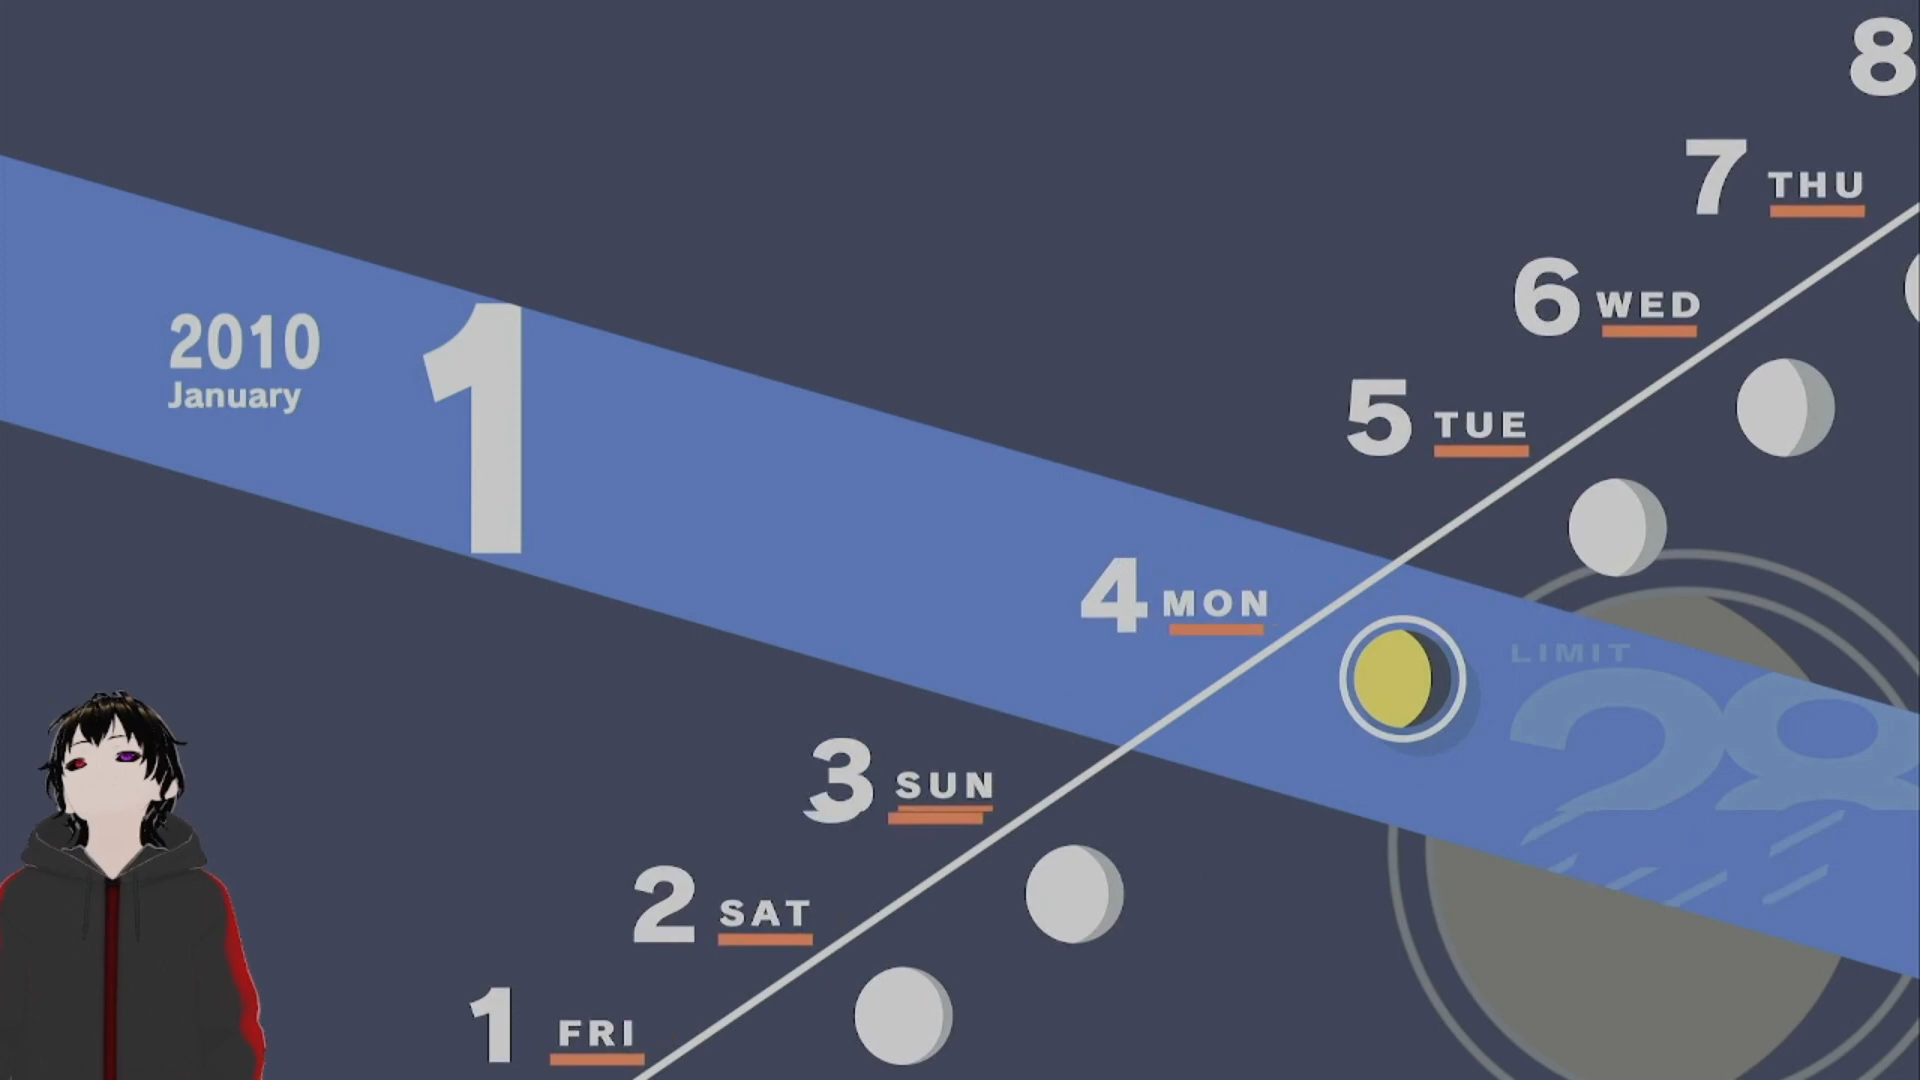 8
7 THU
6 WED
2010
January
1
5 TUE
4 MON
LIMIT
28
3 SUN
2 SAT
1 FRI